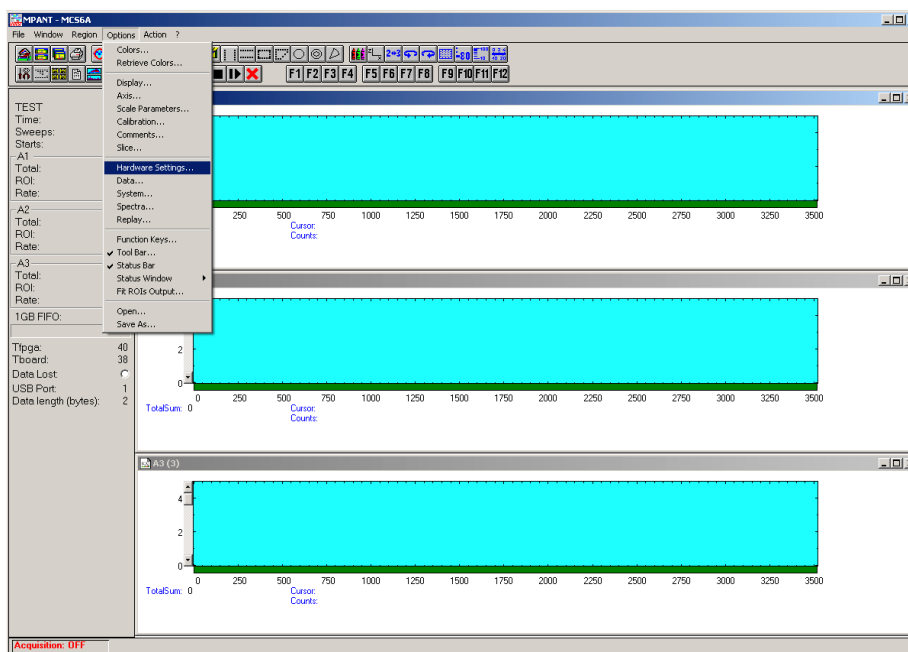 MPANT - MCS6A
File Window Region Options Action ?
F1 F2 F3 F4 F5 F6 F7 F8 F9 F10 F11 F12
Colors...
Retrieve Colors...
Display...
Axis...
Scale Parameters...
Calibration...
Comments...
Slice...
Hardware Settings...
Data...
System...
Spectra...
Replay...
Function Keys...
Tool Bar...
Status Bar
Status Window
Fit ROIs Output...
Open...
Save As...
TEST
Time:
Sweeps:
Starts:
A1
Total:
ROI:
Rate:
A2
Total:
ROI:
Rate:
A3
Total:
ROI:
Rate:
1GB FIFO:
Tfpga: 40
Tboard: 38
Data Lost:
USB Port: 1
Data length (bytes): 2
250 500 750 1000 1250 1500 1750 2000 2250 2500 2750 3000 3250 3500
Cursor:
Counts:
2
0
0 250 500 750 1000 1250 1500 1750 2000 2250 2500 2750 3000 3250 3500
TotalSum: 0 Cursor:
Counts:
A3 (3)
4
2
0
0 250 500 750 1000 1250 1500 1750 2000 2250 2500 2750 3000 3250 3500
TotalSum: 0 Cursor:
Counts:
Acquisition: OFF